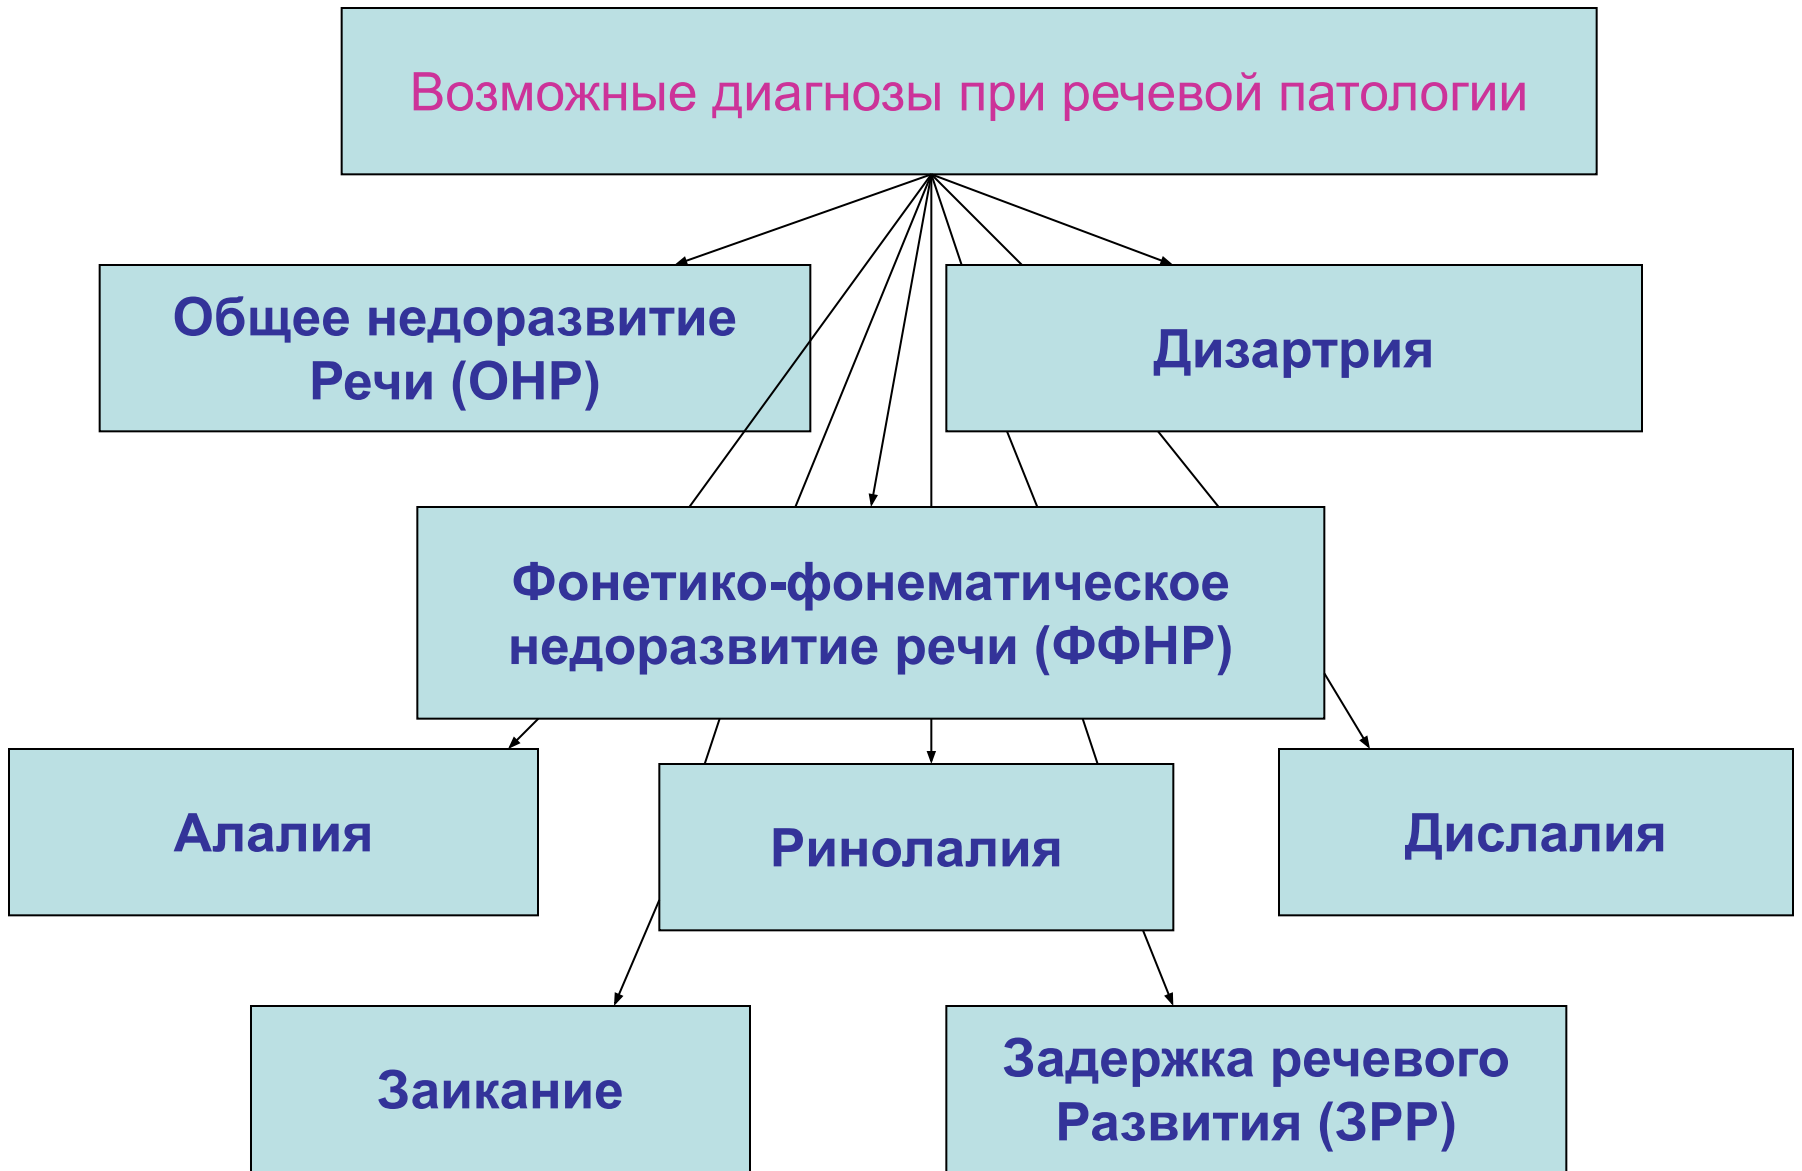 Возможные диагнозы при речевой патологии
Общее недоразвитие
Речи (ОНР)
Дизартрия
Фонетико-фонематическое
недоразвитие речи (ФФНР)
Алалия
Ринолалия
Дислалия
Заикание
Задержка речевого
Развития (ЗРР)